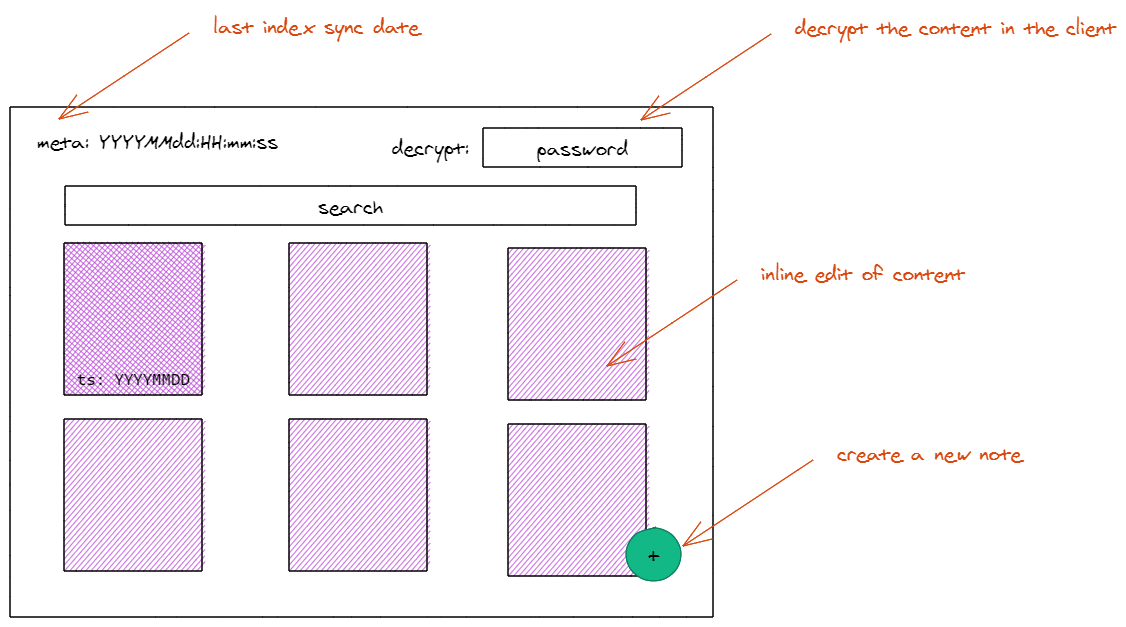 last index sync date
decrypt the content in the client
meta: YYYYMMdd:HH:mm:ss
decrypt:
password
search
inline edit of content
ts: YYYYMMDD
create a new note
+